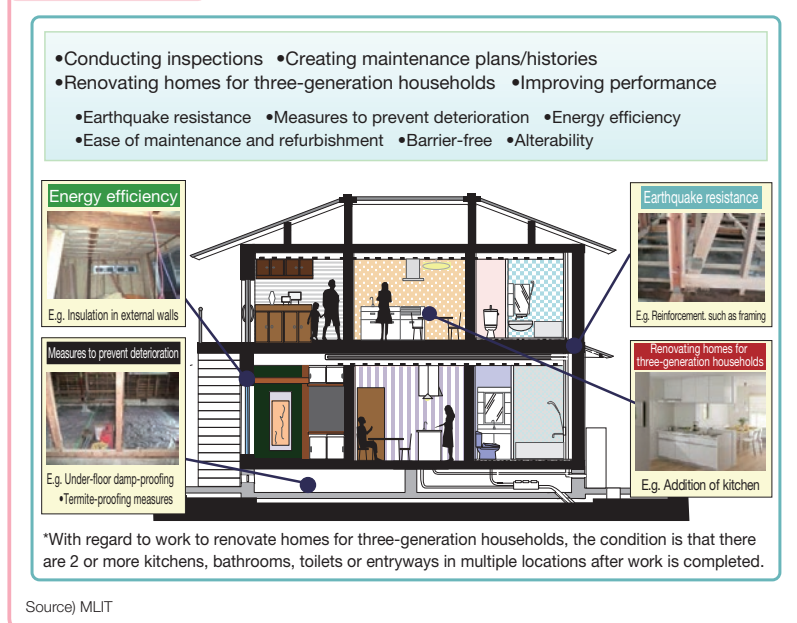 •Conducting inspections •Creating maintenance plans/histories
•Renovating homes for three-generation households •Improving performance
•Earthquake resistance •Measures to prevent deterioration •Energy efficiency
•Ease of maintenance and refurbishment •Barrier-free •Alterability
Energy efficiency
E.g. Insulation in external walls
Measures to prevent deterioration
E.g. Under-floor damp-proofing
•Termite-proofing measures
Earthquake resistance
E.g. Reinforcement. such as framing
Renovating homes for
three-generation households
E.g. Addition of kitchen
*With regard to work to renovate homes for three-generation households, the condition is that there
are 2 or more kitchens, bathrooms, toilets or entryways in multiple locations after work is completed.
Source) MLIT